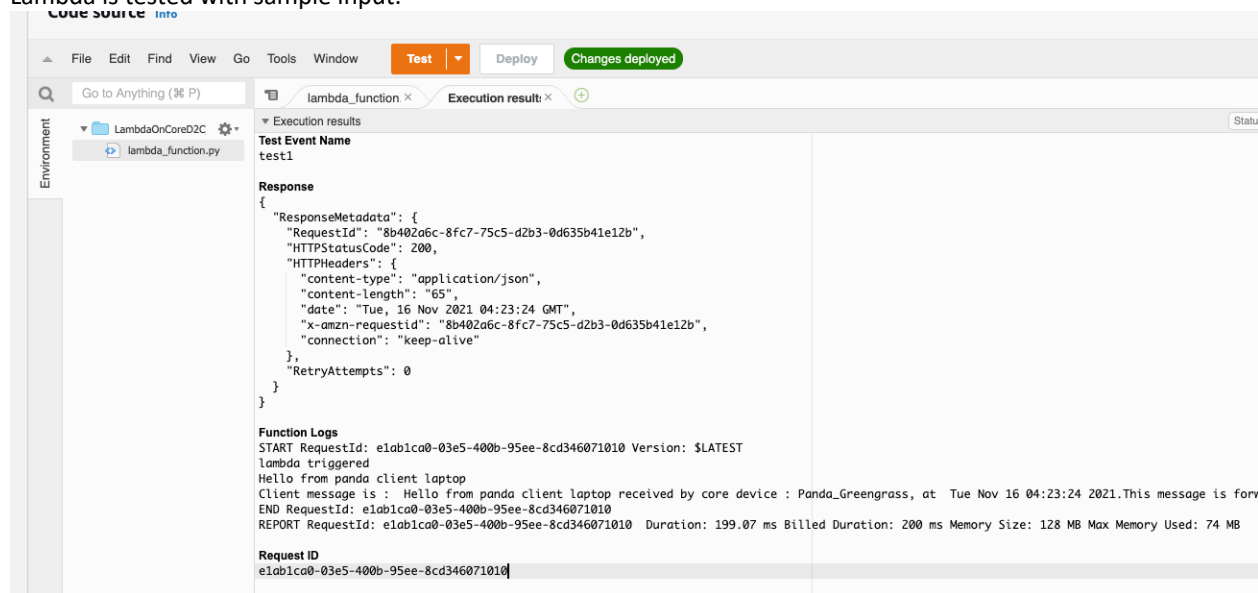 Lambda is tested with sample input.
Code source Info
File Edit Find View Go Tools Window Test Deploy Changes deployed
Go to Anything (⌘ P)
lambda_function × Execution result: ×
Environment
LambdaOnCoreD2C
lambda_function.py
Execution results
Statu
Test Event Name
test1
Response
{
"ResponseMetadata": {
"RequestId": "8b402a6c-8fc7-75c5-d2b3-0d635b41e12b",
"HTTPStatusCode": 200,
"HTTPHeaders": {
"content-type": "application/json",
"content-length": "65",
"date": "Tue, 16 Nov 2021 04:23:24 GMT",
"x-amzn-requestid": "8b402a6c-8fc7-75c5-d2b3-0d635b41e12b",
"connection": "keep-alive"
},
"RetryAttempts": 0
}
}
Function Logs
START RequestId: e1ab1ca0-03e5-400b-95ee-8cd346071010 Version: $LATEST
lambda triggered
Hello from panda client laptop
Client message is : Hello from panda client laptop received by core device : Panda_Greengrass, at Tue Nov 16 04:23:24 2021.This message is forw
END RequestId: e1ab1ca0-03e5-400b-95ee-8cd346071010
REPORT RequestId: e1ab1ca0-03e5-400b-95ee-8cd346071010 Duration: 199.07 ms Billed Duration: 200 ms Memory Size: 128 MB Max Memory Used: 74 MB
Request ID
e1ab1ca0-03e5-400b-95ee-8cd346071010